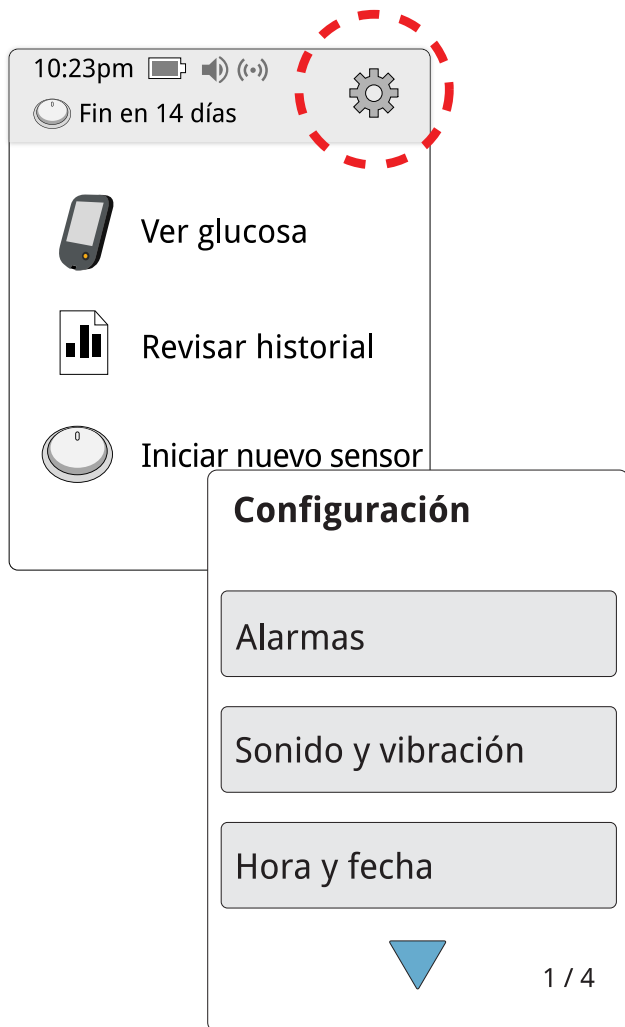 10:23pm
Fin en 14 días
Ver glucosa
Revisar historial
Iniciar nuevo sensor
Configuración
Alarmas
Sonido y vibración
Hora y fecha
1 / 4